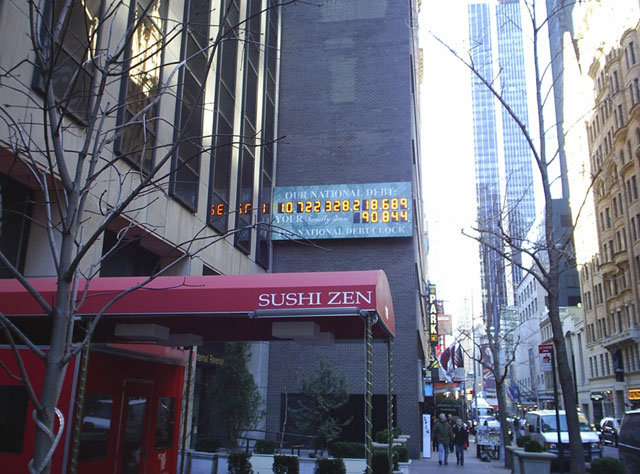 OUR NATIONAL DEBT:
10,722,328,218,689
YOUR Family share $90,844
THE NATIONAL DEBT CLOCK
SUSHI ZEN
PARK